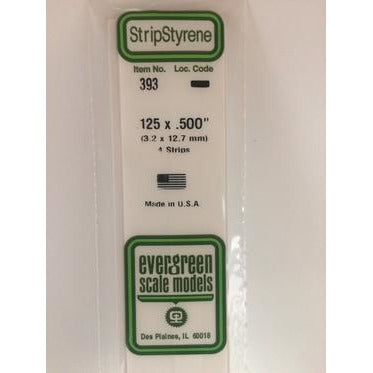 StripStyrene
Item No. Loc. Code
393
125 x .500"
(3.2 x 12.7 mm)
4 Strips
Made in U.S.A.
evergreen
scale models
Des Plaines, IL 60018